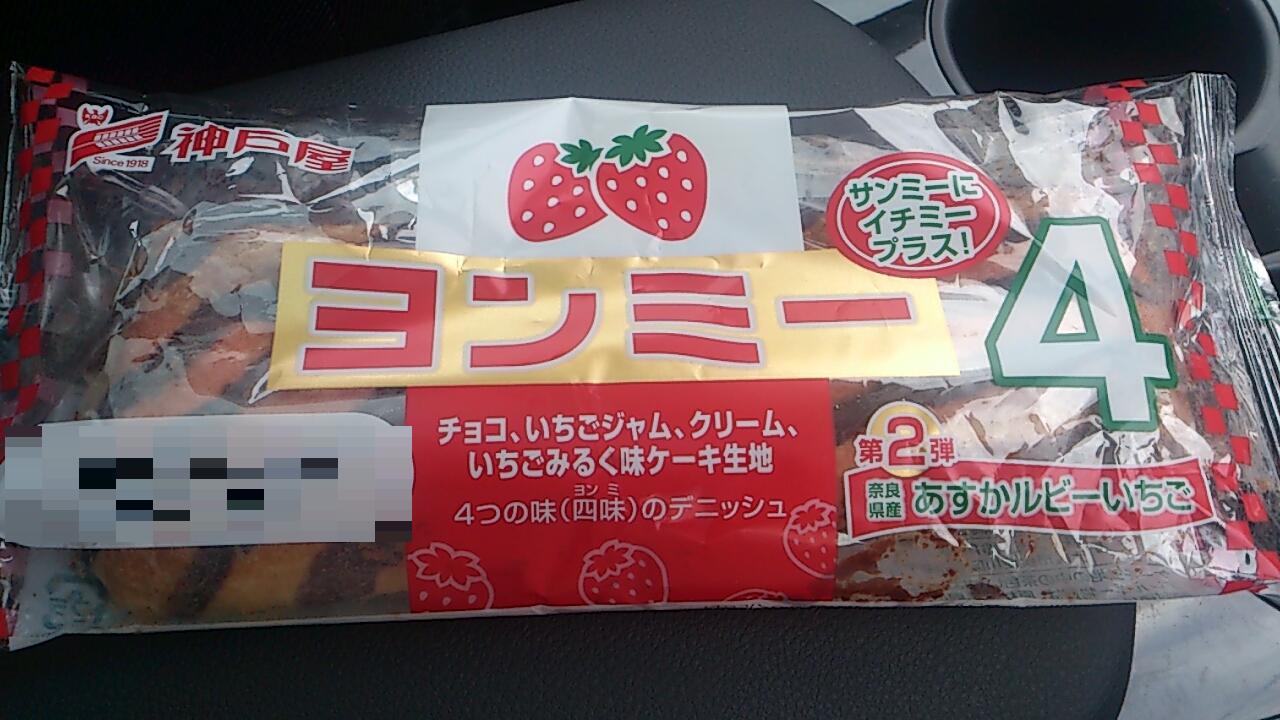 神戸屋
Since 1918
サンミーに
イチミー
プラス!
ヨンミー
4
チョコ、いちごジャム、クリーム、
いちごみるく味ケーキ生地
ヨンミ
4つの味(四味)のデニッシュ
第2弾
奈良
県産
あすかルビーいちご